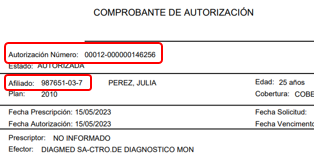 COMPROBANTE DE AUTORIZACIÓN
Autorización Número: 00012-000000146256
Estado: AUTORIZADA
Afiliado: 987651-03-7 PEREZ, JULIA Edad: 25 años
Plan: 2010 Cobertura: COBE
Fecha Prescripción: 15/05/2023 Fecha Solicitud:
Fecha Autorización: 15/05/2023 Fecha Vencimento
Prescriptor: NO INFORMADO
Efector: DIAGMED SA-CTRO.DE DIAGNOSTICO MON